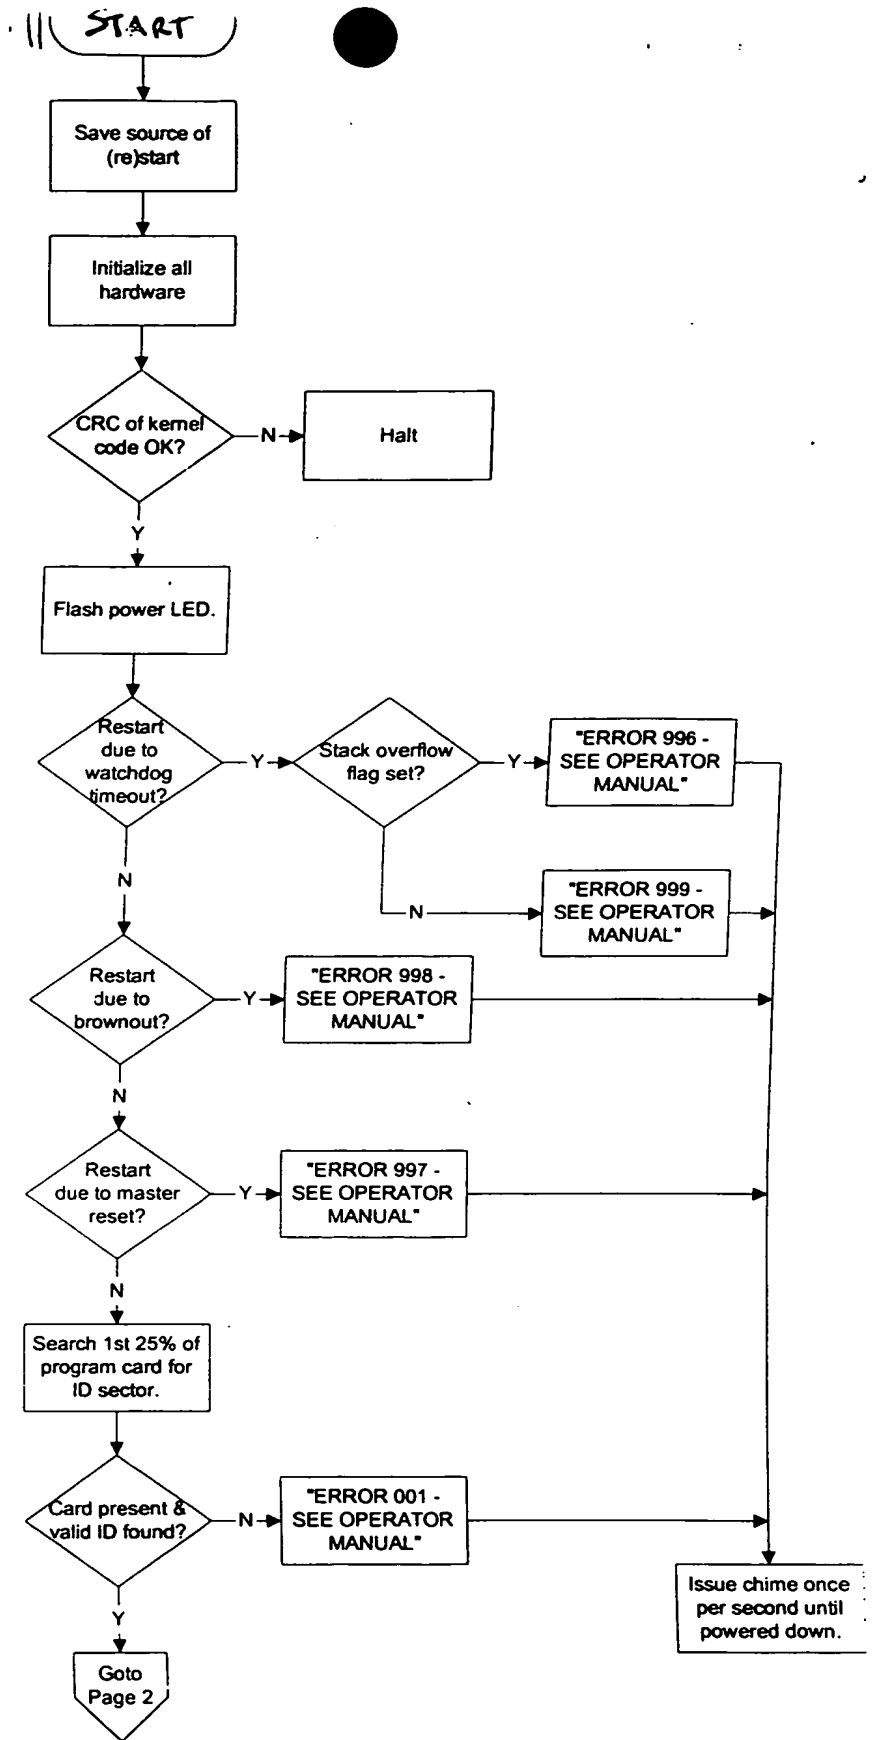 START
Save source of
(re)start
Initialize all
hardware
CRC of kernel
code OK?
N
Halt
Y
Flash power LED.
Restart
due to
watchdog
timeout?
Y
Stack overflow
flag set?
Y
"ERROR 996 -
SEE OPERATOR
MANUAL"
N
N
"ERROR 999 -
SEE OPERATOR
MANUAL"
Restart
due to
brownout?
Y
"ERROR 998 -
SEE OPERATOR
MANUAL"
N
Restart
due to master
reset?
Y
"ERROR 997 -
SEE OPERATOR
MANUAL"
N
Search 1st 25% of
program card for
ID sector.
Card present &
valid ID found?
N
"ERROR 001 -
SEE OPERATOR
MANUAL"
Issue chime once
per second until
powered down.
Y
Goto
Page 2